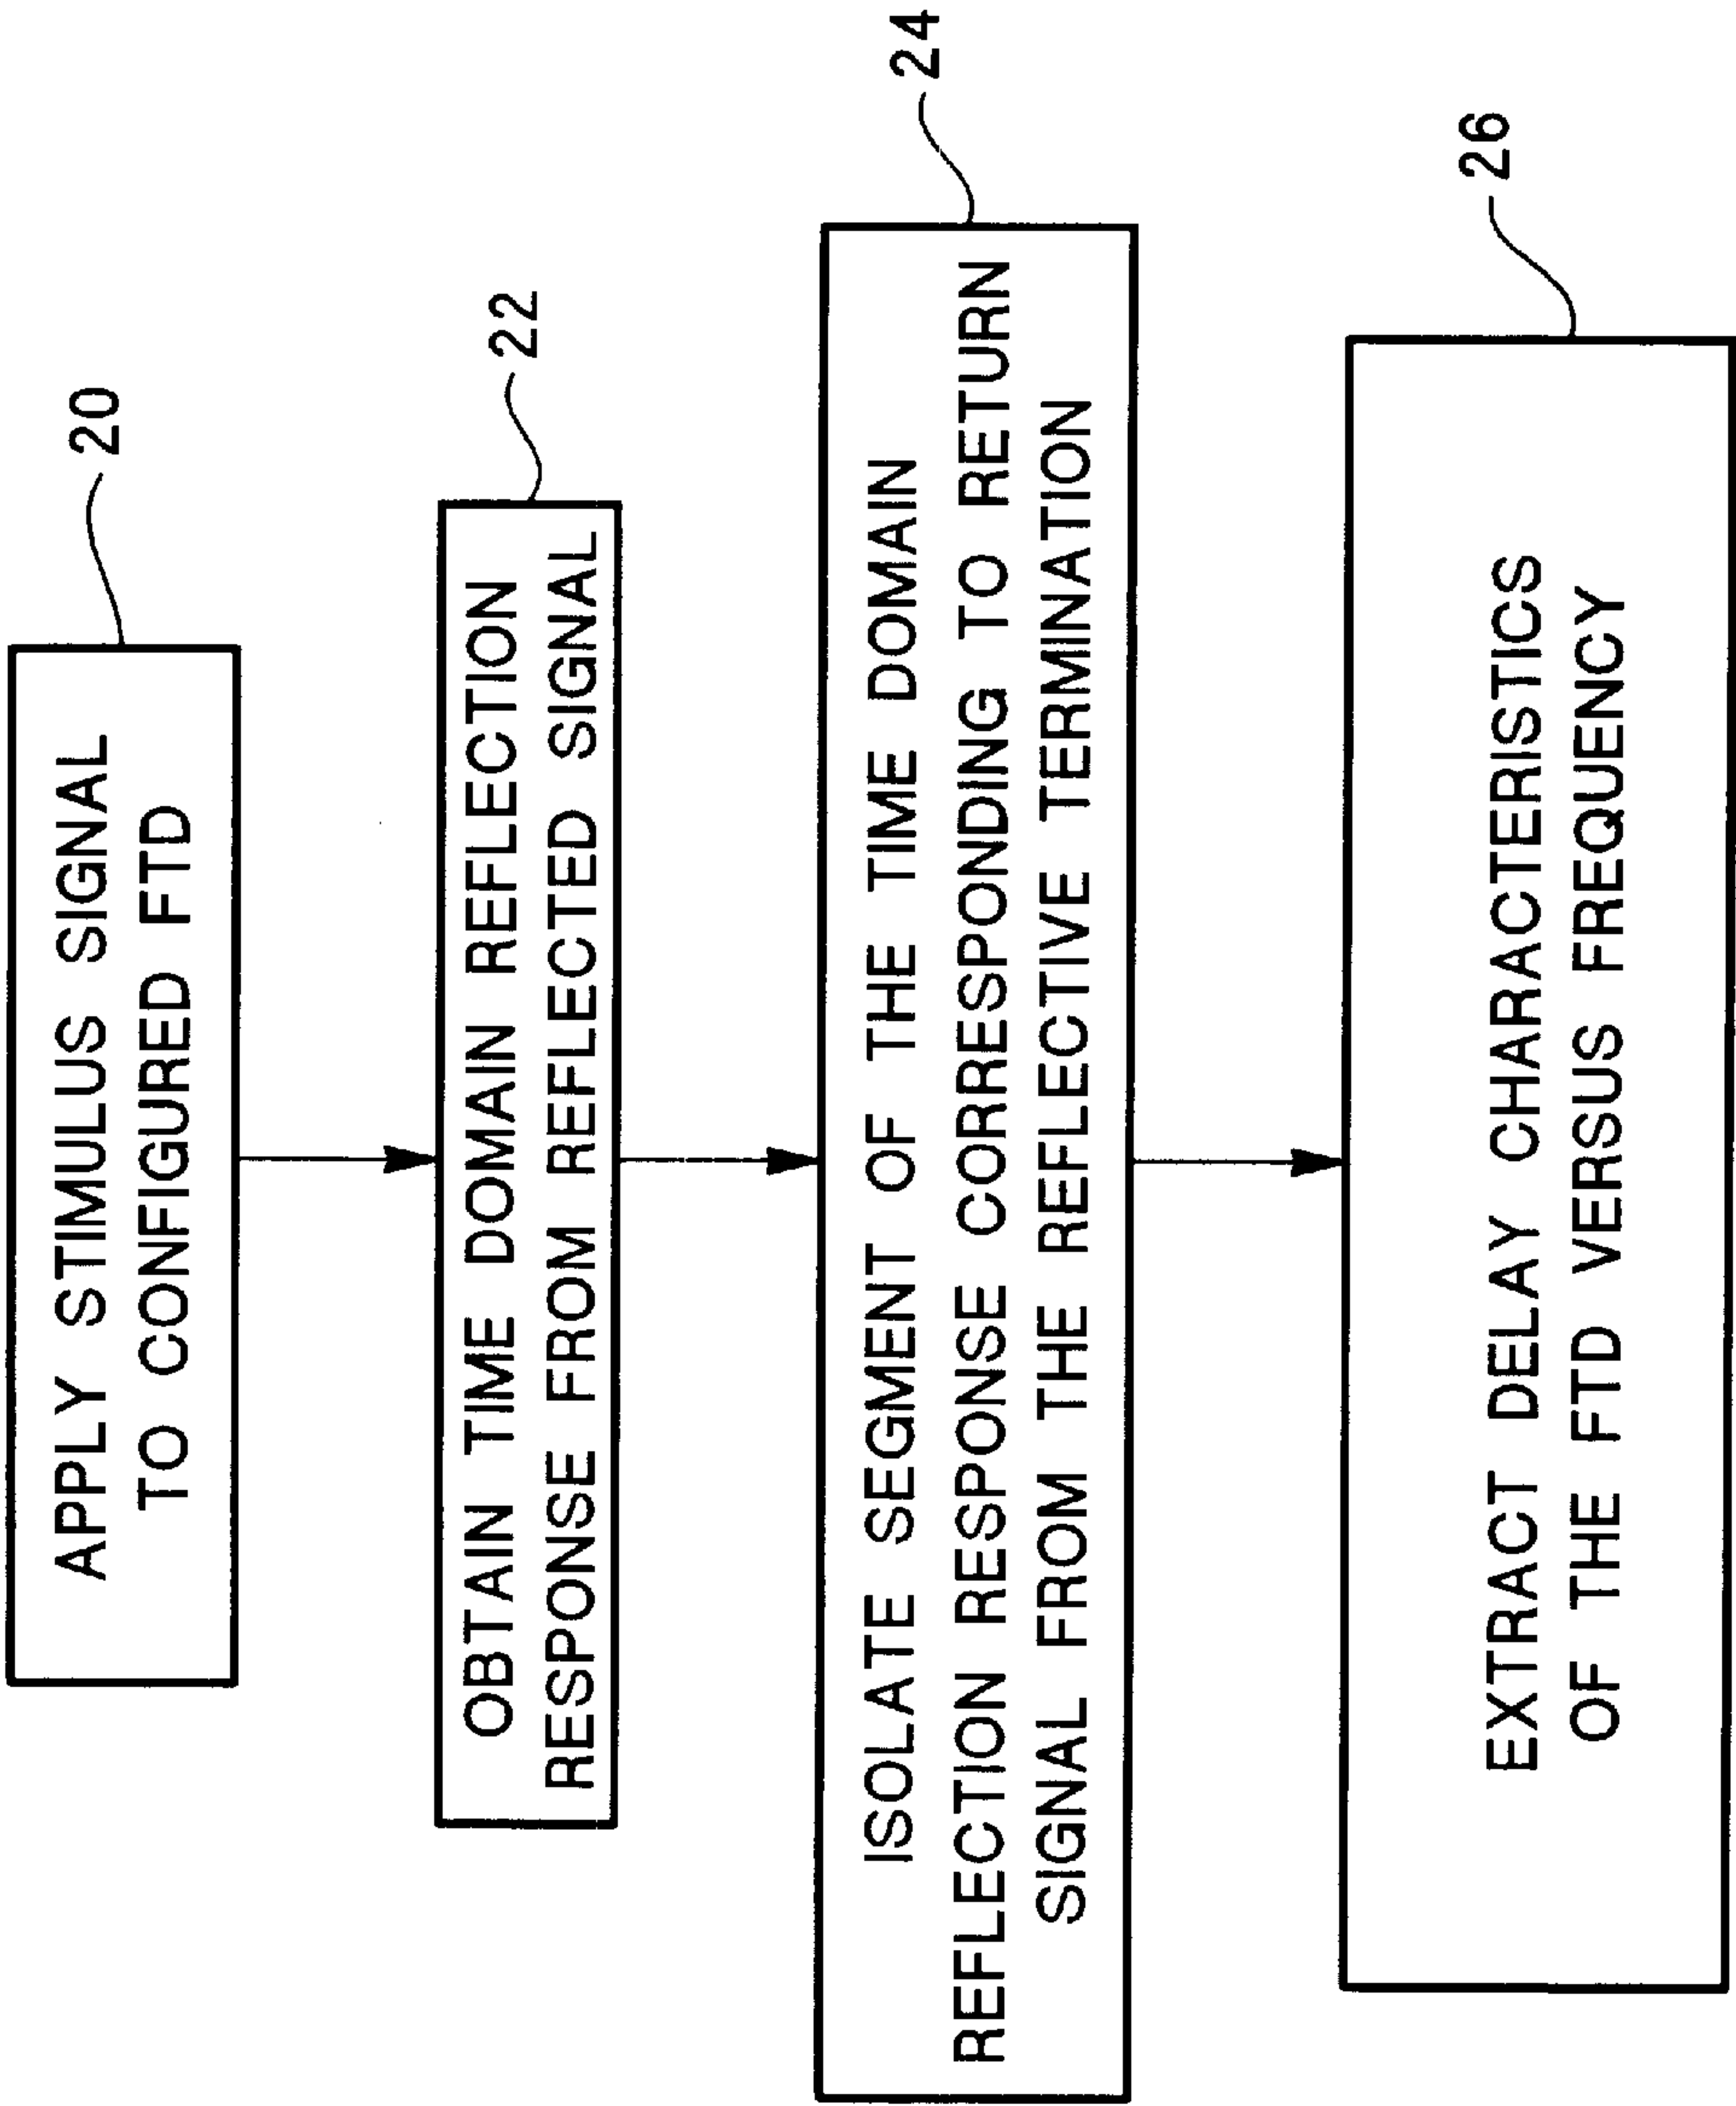 20
APPLY STIMULUS SIGNAL
TO CONFIGURED FTD
22
OBTAIN TIME DOMAIN REFLECTION
RESPONSE FROM REFLECTED SIGNAL
24
ISOLATE SEGMENT OF THE TIME DOMAIN
REFLECTION RESPONSE CORRESPONDING TO RETURN
SIGNAL FROM THE REFLECTIVE TERMINATION
26
EXTRACT DELAY CHARACTERISTICS
OF THE FTD VERSUS FREQUENCY